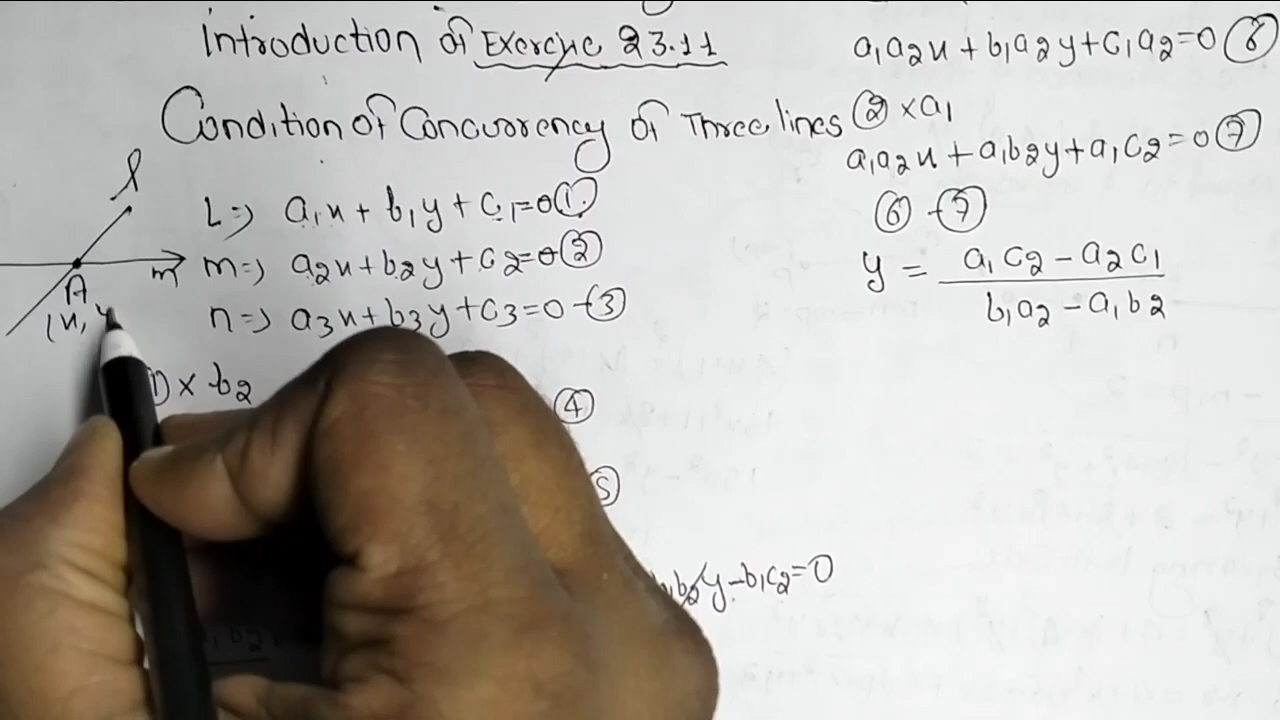 Introduction of Exercise 23.11
Condition of Concurrency of Three lines
l
m
A
(x, y
L=) a₁x + b₁y + c₁=0 ①
m=) a₂x+b₂y+c₂=0 ②
n=) a₃x+b₃y+c₃=0 -③
① × b₂
④
⑤
b₂y-b₁c₂=0
a₁a₂x + b₁a₂y+c₁a₂=0 ⑥
② ×a₁
a₁a₂x+a₁b₂y+a₁c₂=0 ⑦
⑥ - ⑦
y = a₁c₂-a₂c₁
b₁a₂-a₁b₂